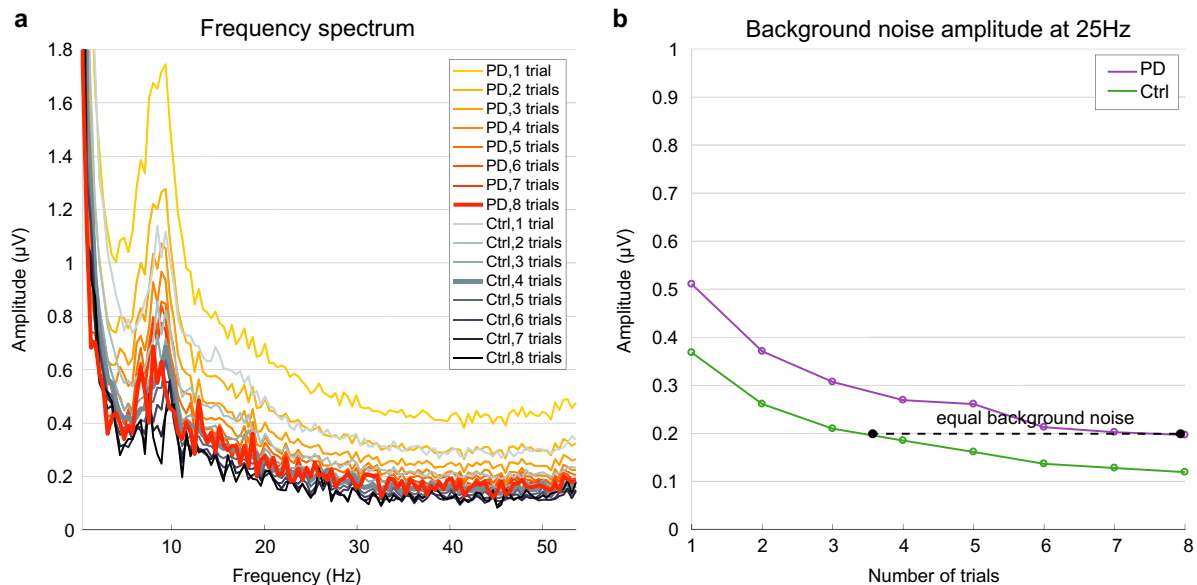 a
Frequency spectrum
1.8
1.6
1.4
1.2
1
0.8
0.6
0.4
0.2
0
Amplitude (μV)
10
20
30
40
50
Frequency (Hz)
PD,1 trial
PD,2 trials
PD,3 trials
PD,4 trials
PD,5 trials
PD,6 trials
PD,7 trials
PD,8 trials
Ctrl,1 trial
Ctrl,2 trials
Ctrl,3 trials
Ctrl,4 trials
Ctrl,5 trials
Ctrl,6 trials
Ctrl,7 trials
Ctrl,8 trials
b
Background noise amplitude at 25Hz
1
0.9
0.8
0.7
0.6
0.5
0.4
0.3
0.2
0.1
0
Amplitude (μV)
PD
Ctrl
equal background noise
1
2
3
4
5
6
7
8
Number of trials